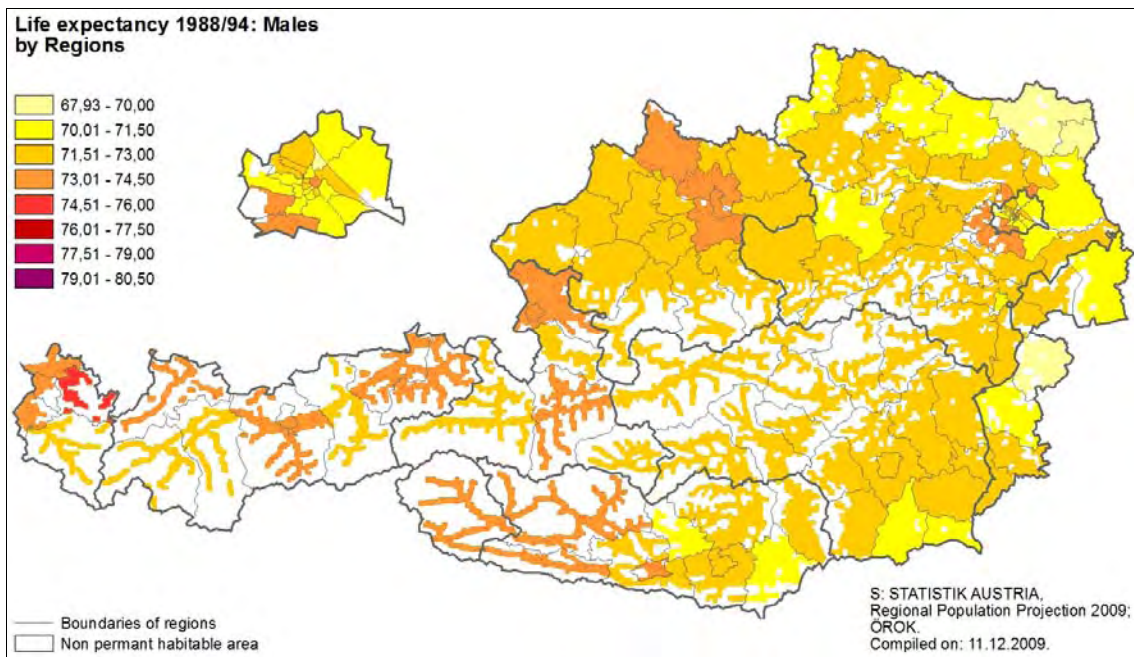 Life expectancy 1988/94: Males
by Regions
67,93 - 70,00
70,01 - 71,50
71,51 - 73,00
73,01 - 74,50
74,51 - 76,00
76,01 - 77,50
77,51 - 79,00
79,01 - 80,50
Boundaries of regions
Non permant habitable area
S: STATISTIK AUSTRIA,
Regional Population Projection 2009;
ÖROK.
Compiled on: 11.12.2009.